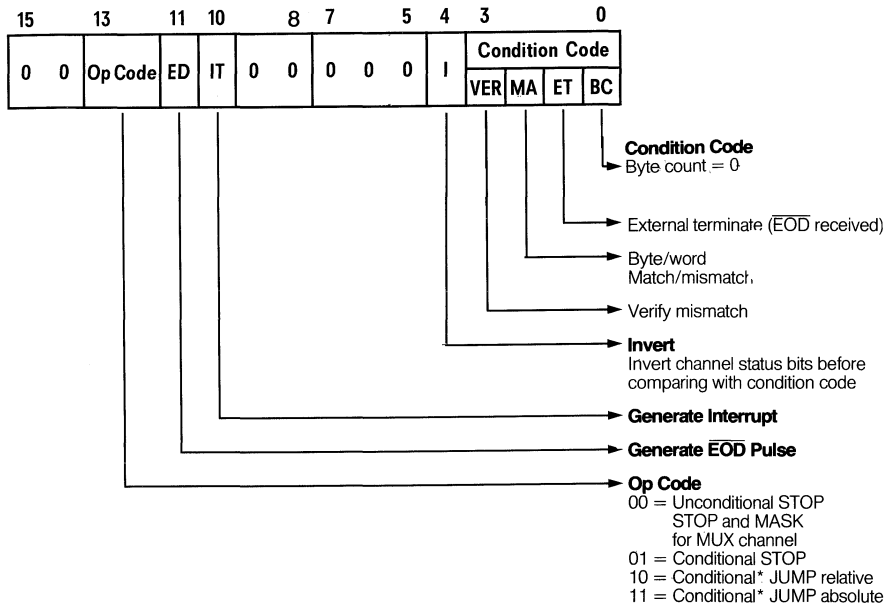 15 13 11 10 8 7 5 4 3 0
0 0 Op Code ED IT 0 0 0 0 0 I Condition Code
VER MA ET BC
Condition Code
Byte count = 0
External terminate (E̅O̅D̅ received)
Byte/word
Match/mismatch
Verify mismatch
Invert
Invert channel status bits before
comparing with condition code
Generate Interrupt
Generate E̅O̅D̅ Pulse
Op Code
00 = Unconditional STOP
STOP and MASK
for MUX channel
01 = Conditional STOP
10 = Conditional* JUMP relative
11 = Conditional* JUMP absolute